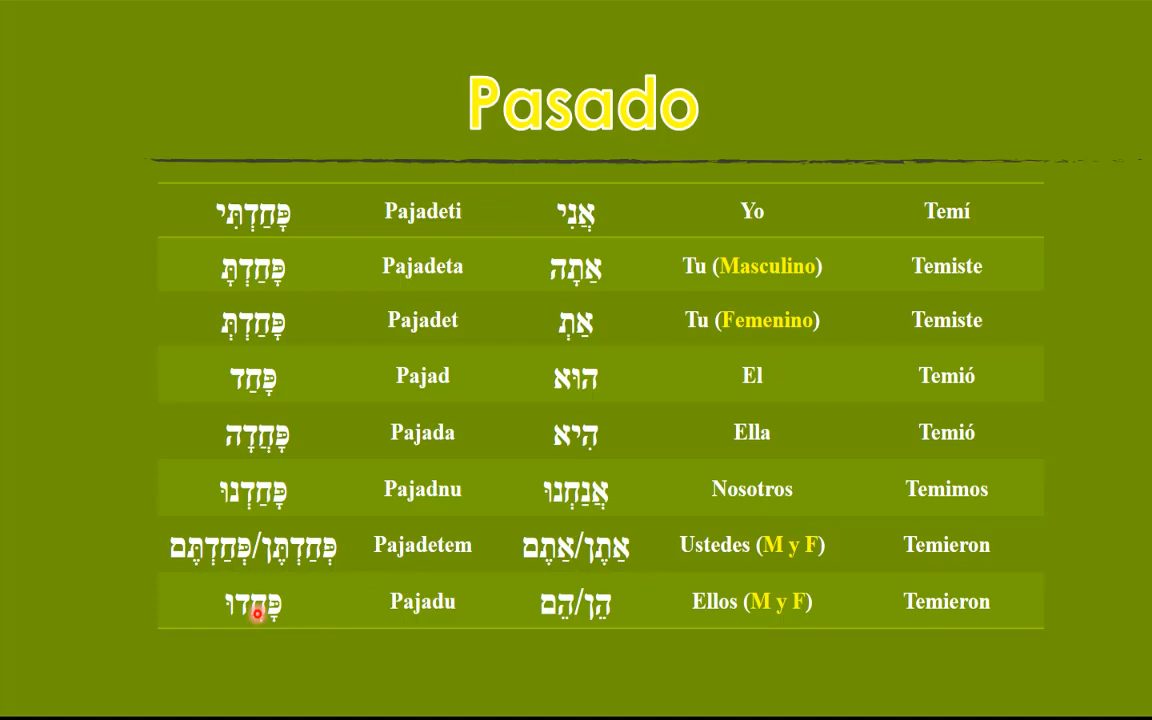 Pasado
פָּחַדְתִּי Pajadeti אֲנִי Yo Temí
פָּחַדְתָּ Pajadeta אַתָה Tu (Masculino) Temiste
פָּחַדְתְּ Pajadet אַתְ Tu (Femenino) Temiste
פָּחַד Pajad הוּא El Temió
פָּחֲדָה Pajada הִיא Ella Temió
פָּחַדְנוּ Pajadnu אֲנַחְנוּ Nosotros Temimos
פְּחַדְתֶּן/פְּחַדְתֶּם Pajadetem אַתֶן/אַתֶם Ustedes (M y F) Temieron
פָּחֲדוּ Pajadu הֵן/הֵם Ellos (M y F) Temieron